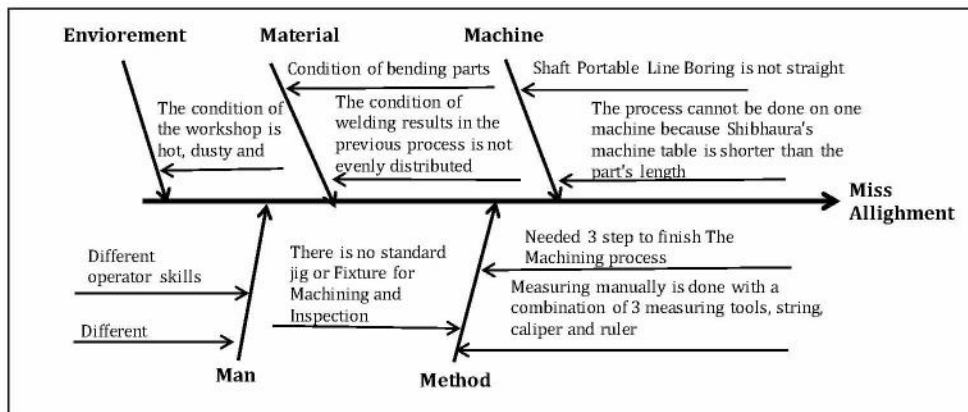 Enviorement
Material
Machine
Condition of bending parts
Shaft Portable Line Boring is not straight
The condition of
the workshop is
hot, dusty and
The condition of
welding results in the
previous process is not
evenly distributed
The process cannot be done on one
machine because Shibhaura's
machine table is shorter than the
part's length
Miss
Allighment
Different
operator skills
Different
There is no standard
jig or Fixture for
Machining and
Inspection
Needed 3 step to finish The
Machining process
Measuring manually is done with a
combination of 3 measuring tools, string,
caliper and ruler
Man
Method